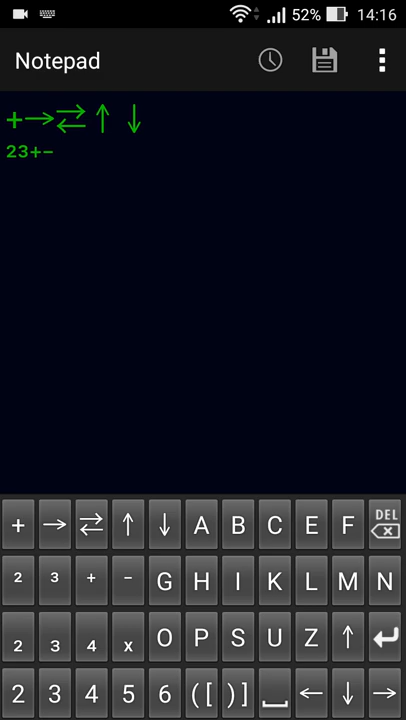 52% 14:16
Notepad
+→⇄↑ ↓
²³⁺⁻
+ → ⇄ ↑ ↓ A B C E F DEL
² ³ ⁺ ⁻ G H I K L M N
₂ ₃ ₄ ₓ O P S U Z ↑ ↵
2 3 4 5 6 ([ )] ⎵ ← ↓ →